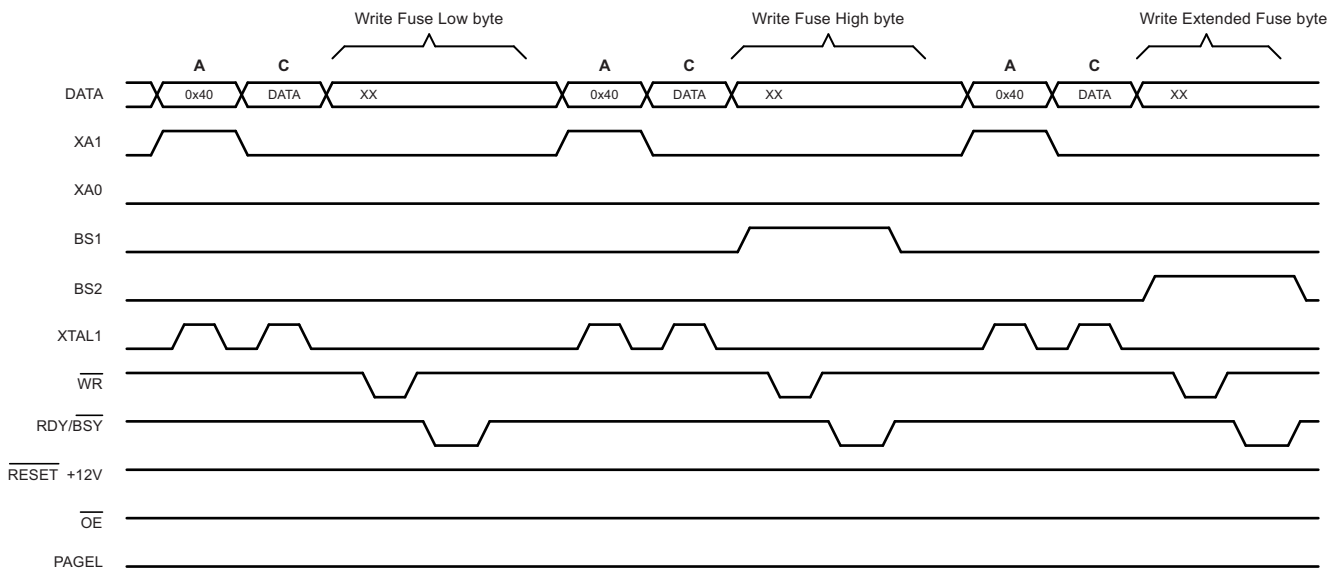 Write Fuse Low byte Write Fuse High byte Write Extended Fuse byte
A C A C A C
DATA 0x40 DATA XX 0x40 DATA XX 0x40 DATA XX
XA1
XA0
BS1
BS2
XTAL1
WR
RDY/BSY
RESET +12V
OE
PAGEL